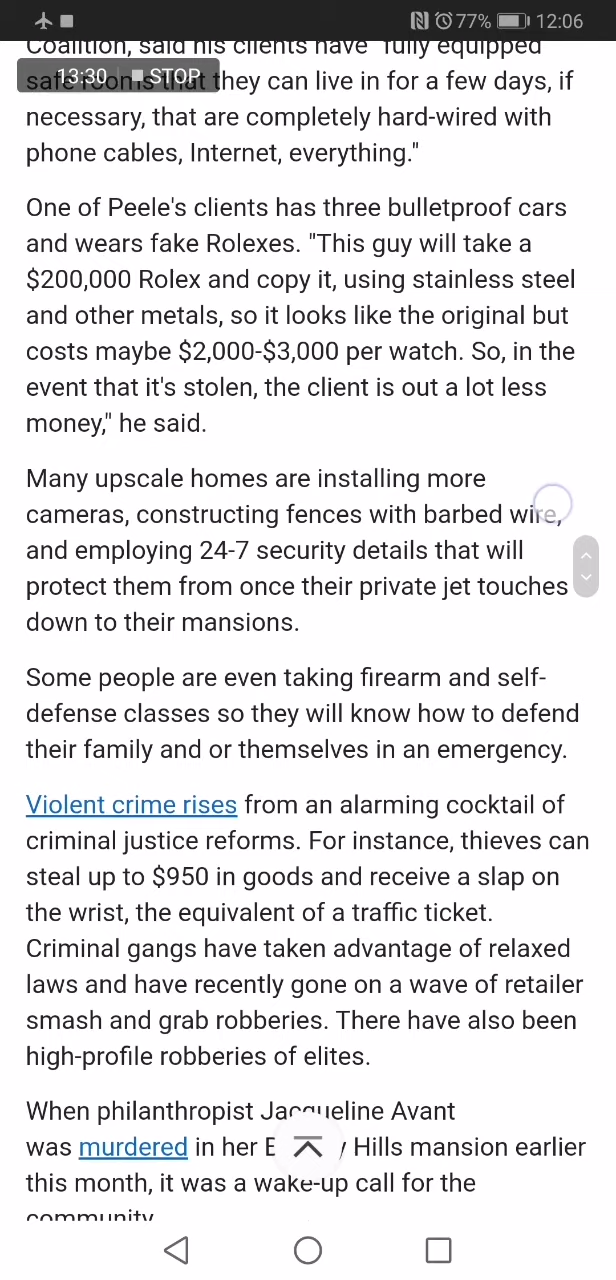 77% 12:06
Coalition, said his clients have "fully equipped
13:30 STOP
safe rooms that they can live in for a few days, if
necessary, that are completely hard-wired with
phone cables, Internet, everything."
One of Peele's clients has three bulletproof cars
and wears fake Rolexes. "This guy will take a
$200,000 Rolex and copy it, using stainless steel
and other metals, so it looks like the original but
costs maybe $2,000-$3,000 per watch. So, in the
event that it's stolen, the client is out a lot less
money," he said.
Many upscale homes are installing more
cameras, constructing fences with barbed wire,
and employing 24-7 security details that will
protect them from once their private jet touches
down to their mansions.
Some people are even taking firearm and self-
defense classes so they will know how to defend
their family and or themselves in an emergency.
Violent crime rises from an alarming cocktail of
criminal justice reforms. For instance, thieves can
steal up to $950 in goods and receive a slap on
the wrist, the equivalent of a traffic ticket.
Criminal gangs have taken advantage of relaxed
laws and have recently gone on a wave of retailer
smash and grab robberies. There have also been
high-profile robberies of elites.
When philanthropist Jacqueline Avant
was murdered in her Hills mansion earlier
this month, it was a wake-up call for the
community.